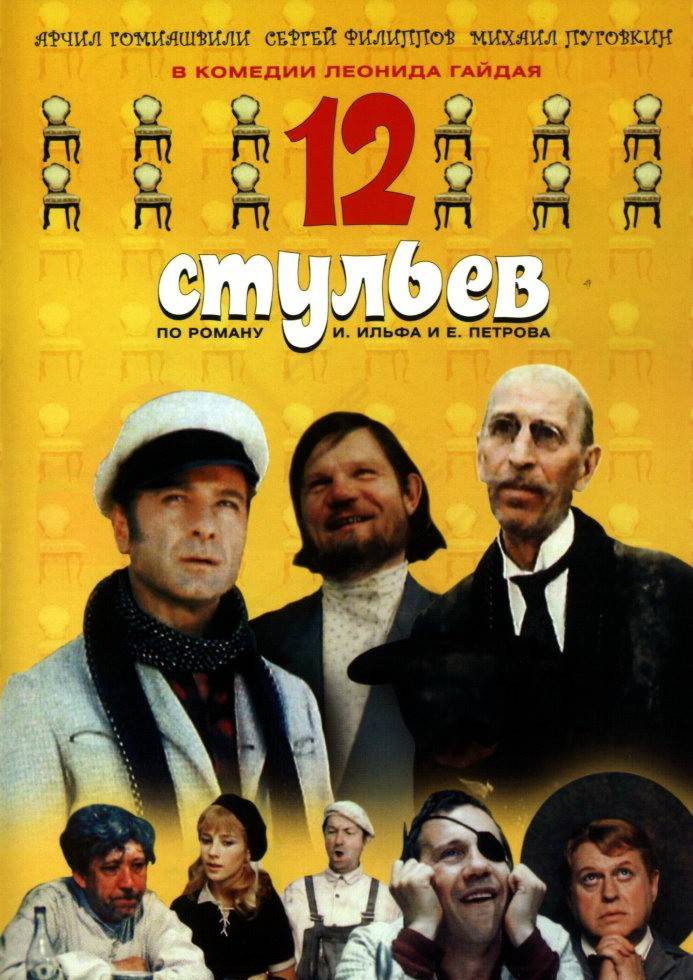 АРЧИЛ ГОМИАШВИЛИ СЕРГЕЙ ФИЛИППОВ МИХАИЛ ПУГОВКИН
В КОМЕДИИ ЛЕОНИДА ГАЙДАЯ
12
СТУЛЬЕВ
ПО РОМАНУ И. ИЛЬФА И Е. ПЕТРОВА